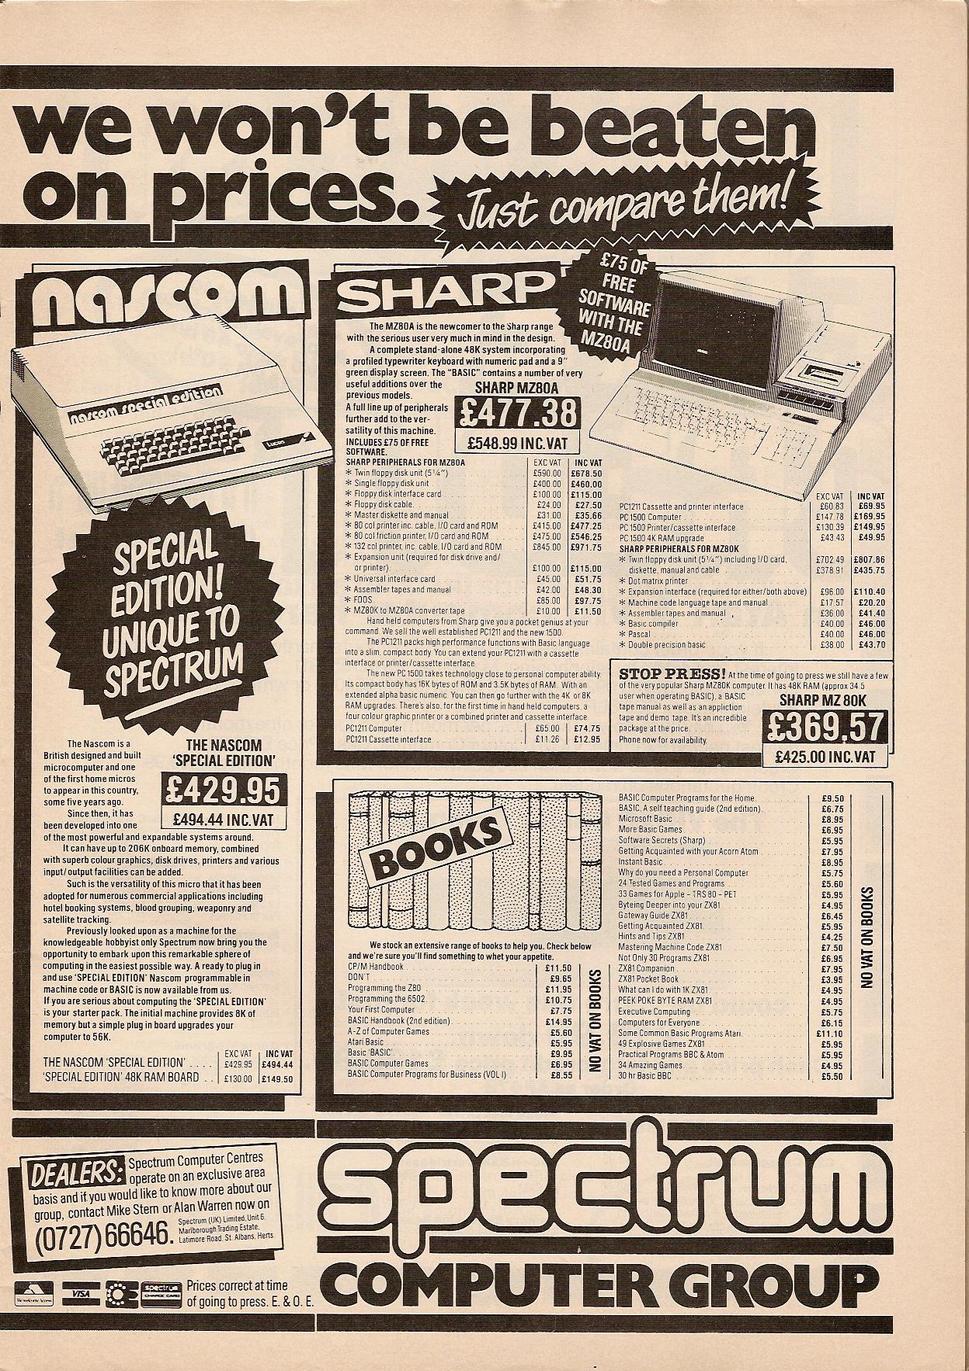 we won't be beaten
on prices.
Just compare them!
nascom
nascom special edition
Lucas
SPECIAL
EDITION!
UNIQUE TO
SPECTRUM
The Nascom is a
British designed and built
microcomputer and one
of the first home micros
to appear in this country,
some five years ago.
Since then, it has
been developed into one
of the most powerful and expandable systems around.
THE NASCOM
'SPECIAL EDITION'
£429.95
£494.44 INC.VAT
It can have up to 206K onboard memory, combined
with superb colour graphics, disk drives, printers and various
input/output facilities can be added.
Such is the versatility of this micro that it has been
adopted for numerous commercial applications including
hotel booking systems, blood grouping, weaponry and
satellite tracking.
Previously looked upon as a machine for the
knowledgeable hobbyist only Spectrum now bring you the
opportunity to embark upon this remarkable sphere of
computing in the easiest possible way. A ready to plug in
and use 'SPECIAL EDITION' Nascom programmable in
machine code or BASIC is now available from us.
If you are serious about computing the 'SPECIAL EDITION'
is your starter pack. The initial machine provides 8K of
memory but a simple plug in board upgrades your
computer to 56K.
EXC VAT INC VAT
THE NASCOM 'SPECIAL EDITION' . . . . £429.95 £494.44
'SPECIAL EDITION' 48K RAM BOARD . . £130.00 £149.50
SHARP
£75 OF
FREE
SOFTWARE
WITH THE
MZ80A
The MZ80A is the newcomer to the Sharp range
with the serious user very much in mind in the design.
A complete stand-alone 48K system incorporating
a profiled typewriter keyboard with numeric pad and a 9"
green display screen. The "BASIC" contains a number of very
useful additions over the
previous models.
A full line up of peripherals
further add to the ver-
satility of this machine.
INCLUDES £75 OF FREE
SOFTWARE.
SHARP MZ80A
£477.38
£548.99 INC.VAT
SHARP PERIPHERALS FOR MZ80A EXC VAT INC VAT
* Twin floppy disk unit (5¼") £590.00 £678.50
* Single floppy disk unit £400.00 £460.00
* Floppy disk interface card £100.00 £115.00
* Floppy disk cable. £24.00 £27.50
* Master diskette and manual £31.00 £35.66
* 80 col printer inc. cable, I/O card and ROM £415.00 £477.25
* 80 col friction printer, I/O card and ROM £475.00 £546.25
* 132 col printer, inc. cable, I/O card and ROM £845.00 £971.75
* Expansion unit (required for disk drive and/
or printer) £100.00 £115.00
* Universal interface card £45.00 £51.75
* Assembler tapes and manual £42.00 £48.30
* FDOS £85.00 £97.75
* MZ80K to MZ80A converter tape £10.00 £11.50
Hand held computers from Sharp give you a pocket genius at your
command. We sell the well established PC1211 and the new 1500.
The PC1211 packs high performance functions with Basic language
into a slim, compact body. You can extend your PC1211 with a cassette
interface or printer/cassette interface.
The new PC1500 takes technology close to personal computer ability.
Its compact body has 16K bytes of ROM and 3.5K bytes of RAM. With an
extended alpha basic numeric. You can then go further with the 4K or 8K
RAM upgrades. There's also, for the first time in hand held computers, a
four colour graphic printer or a combined printer and cassette interface.
PC1211 Computer £65.00 £74.75
PC1211 Cassette interface £11.26 £12.95
EXC VAT INC VAT
PC1211 Cassette and printer interface £60.83 £69.95
PC1500 Computer £147.78 £169.95
PC1500 Printer/cassette interface £130.39 £149.95
PC1500 4K RAM upgrade £43.43 £49.95
SHARP PERIPHERALS FOR MZ80K
* Twin floppy disk unit (5¼") including I/O card, £702.49 £807.86
diskette, manual and cable £378.91 £435.75
* Dot matrix printer
* Expansion interface (required for either/both above) £96.00 £110.40
* Machine code language tape and manual £17.57 £20.20
* Assembler tapes and manual £36.00 £41.40
* Basic compiler £40.00 £46.00
* Pascal £40.00 £46.00
* Double precision basic £38.00 £43.70
STOP PRESS! At the time of going to press we still have a few
of the very popular Sharp MZ80K computer. It has 48K RAM (approx 34.5
user when operating BASIC), a BASIC
tape manual as well as an appliction
tape and demo tape. It's an incredible
package at the price.
Phone now for availability.
SHARP MZ 80K
£369.57
£425.00 INC.VAT
BOOKS
We stock an extensive range of books to help you. Check below
and we're sure you'll find something to whet your appetite.
CP/M Handbook £11.50
DON'T £9.65
Programming the Z80 £11.95
Programming the 6502 £10.75
Your First Computer £7.75
BASIC Handbook (2nd edition) £14.95
A-Z of Computer Games £5.60
Atari Basic £5.95
Basic 'BASIC' £9.95
BASIC Computer Games £6.95
BASIC Computer Programs for Business (VOL I) £8.55
NO VAT ON BOOKS
BASIC Computer Programs for the Home £9.50
BASIC. A self teaching guide (2nd edition) £6.75
Microsoft Basic £8.95
More Basic Games £6.95
Software Secrets (Sharp) £5.95
Getting Acquainted with your Acorn Atom £7.95
Instant Basic £8.95
Why do you need a Personal Computer £5.75
24 Tested Games and Programs £5.60
33 Games for Apple - TRS 80 - PET £5.95
Byteing Deeper into your ZX81 £4.95
Gateway Guide ZX81 £6.45
Getting Acquainted ZX81 £5.95
Hints and Tips ZX81 £4.25
Mastering Machine Code ZX81 £7.50
Not Only 30 Programs ZX81 £6.95
ZX81 Companion £7.95
ZX81 Pocket Book £3.95
What can I do with 1K ZX81 £4.95
PEEK POKE BYTE RAM ZX81 £4.95
Executive Computing £5.75
Computers for Everyone £6.15
Some Common Basic Programs Atari £11.10
49 Explosive Games ZX81 £5.95
Practical Programs BBC & Atom £5.95
34 Amazing Games £4.95
30 hr Basic BBC £5.50
NO VAT ON BOOKS
DEALERS: Spectrum Computer Centres
operate on an exclusive area
basis and if you would like to know more about our
group, contact Mike Stern or Alan Warren now on
(0727) 66646. Spectrum (UK) Limited, Unit 6,
Marlborough Trading Estate,
Latimore Road, St. Albans, Herts.
VISA
spectrum
CHARGE CARD
Prices correct at time
of going to press. E. & O. E.
spectrum
COMPUTER GROUP